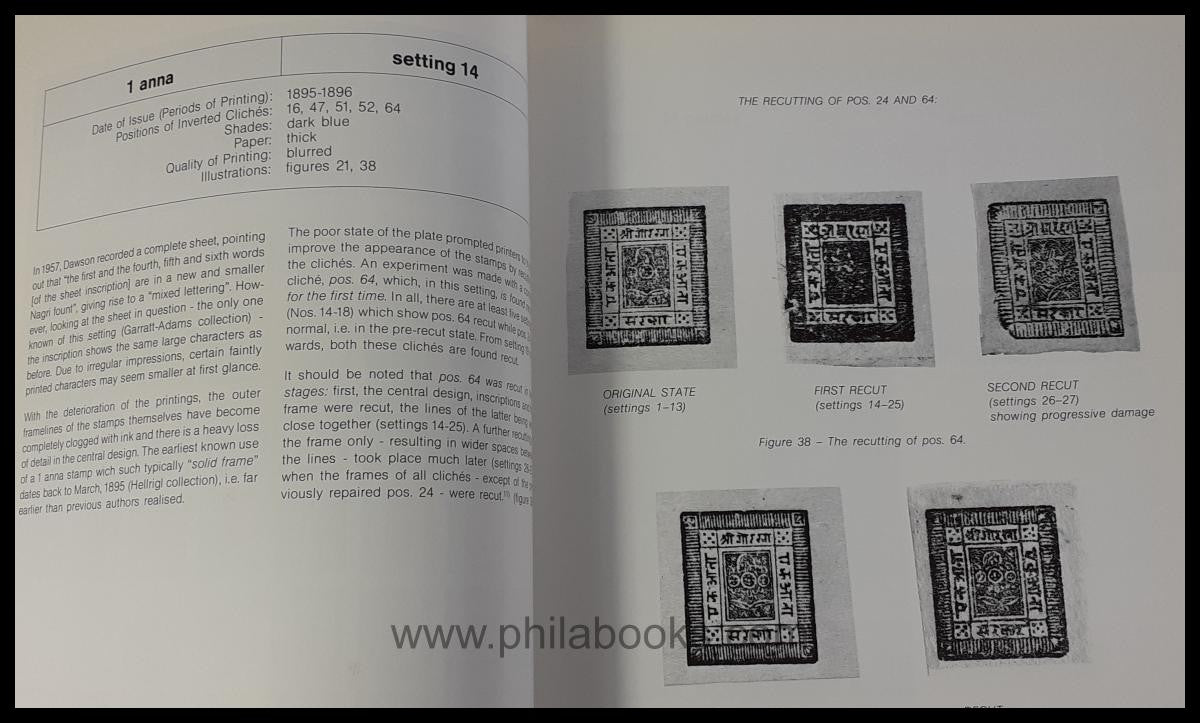 1 anna
setting 14
Date of Issue (Periods of Printing): 1895-1896
Positions of Inverted Clichés: 16, 47, 51, 52, 64
Shades: dark blue
Paper: thick
Quality of Printing: blurred
Illustrations: figures 21, 38
In 1957, Dawson recorded a complete sheet, pointing
out that "the first and the fourth, fifth and sixth words
[of the sheet inscription] are in a new and smaller
Nagri fount", giving rise to a "mixed lettering". How-
ever, looking at the sheet in question - the only one
known of this setting (Garratt-Adams collection) -
the inscription shows the same large characters as
before. Due to irregular impressions, certain faintly
printed characters may seem smaller at first glance.
With the deterioration of the printings, the outer
framelines of the stamps themselves have become
completely clogged with ink and there is a heavy loss
of detail in the central design. The earliest known use
of a 1 anna stamp wich such typically "solid frame"
dates back to March, 1895 (Hellrigl collection), i.e. far
earlier than previous authors realised.
The poor state of the plate prompted printers
improve the appearance of the stamps by
the clichés. An experiment was made with a
cliché, pos. 64, which, in this setting, is found
for the first time. In all, there are at least five
(Nos. 14-18) which show pos. 64 recut while
normal, i.e. in the pre-recut state. From setting
wards, both these clichés are found recut.
It should be noted that pos. 64 was recut in
stages: first, the central design, inscriptions and
frame were recut, the lines of the latter being
close together (settings 14-25). A further
the frame only - resulting in wider spaces
the lines - took place much later (settings
when the frames of all clichés - except of the
viously repaired pos. 24 - were recut.
THE RECUTTING OF POS. 24 AND 64:
श्री गोरखा
सरकार
ORIGINAL STATE
(settings 1-13)
FIRST RECUT
(settings 14-25)
SECOND RECUT
(settings 26-27)
showing progressive damage
Figure 38 - The recutting of pos. 64.
श्री गोरखा
सरकार
श्री गोरखा
सरकार
www.philabook